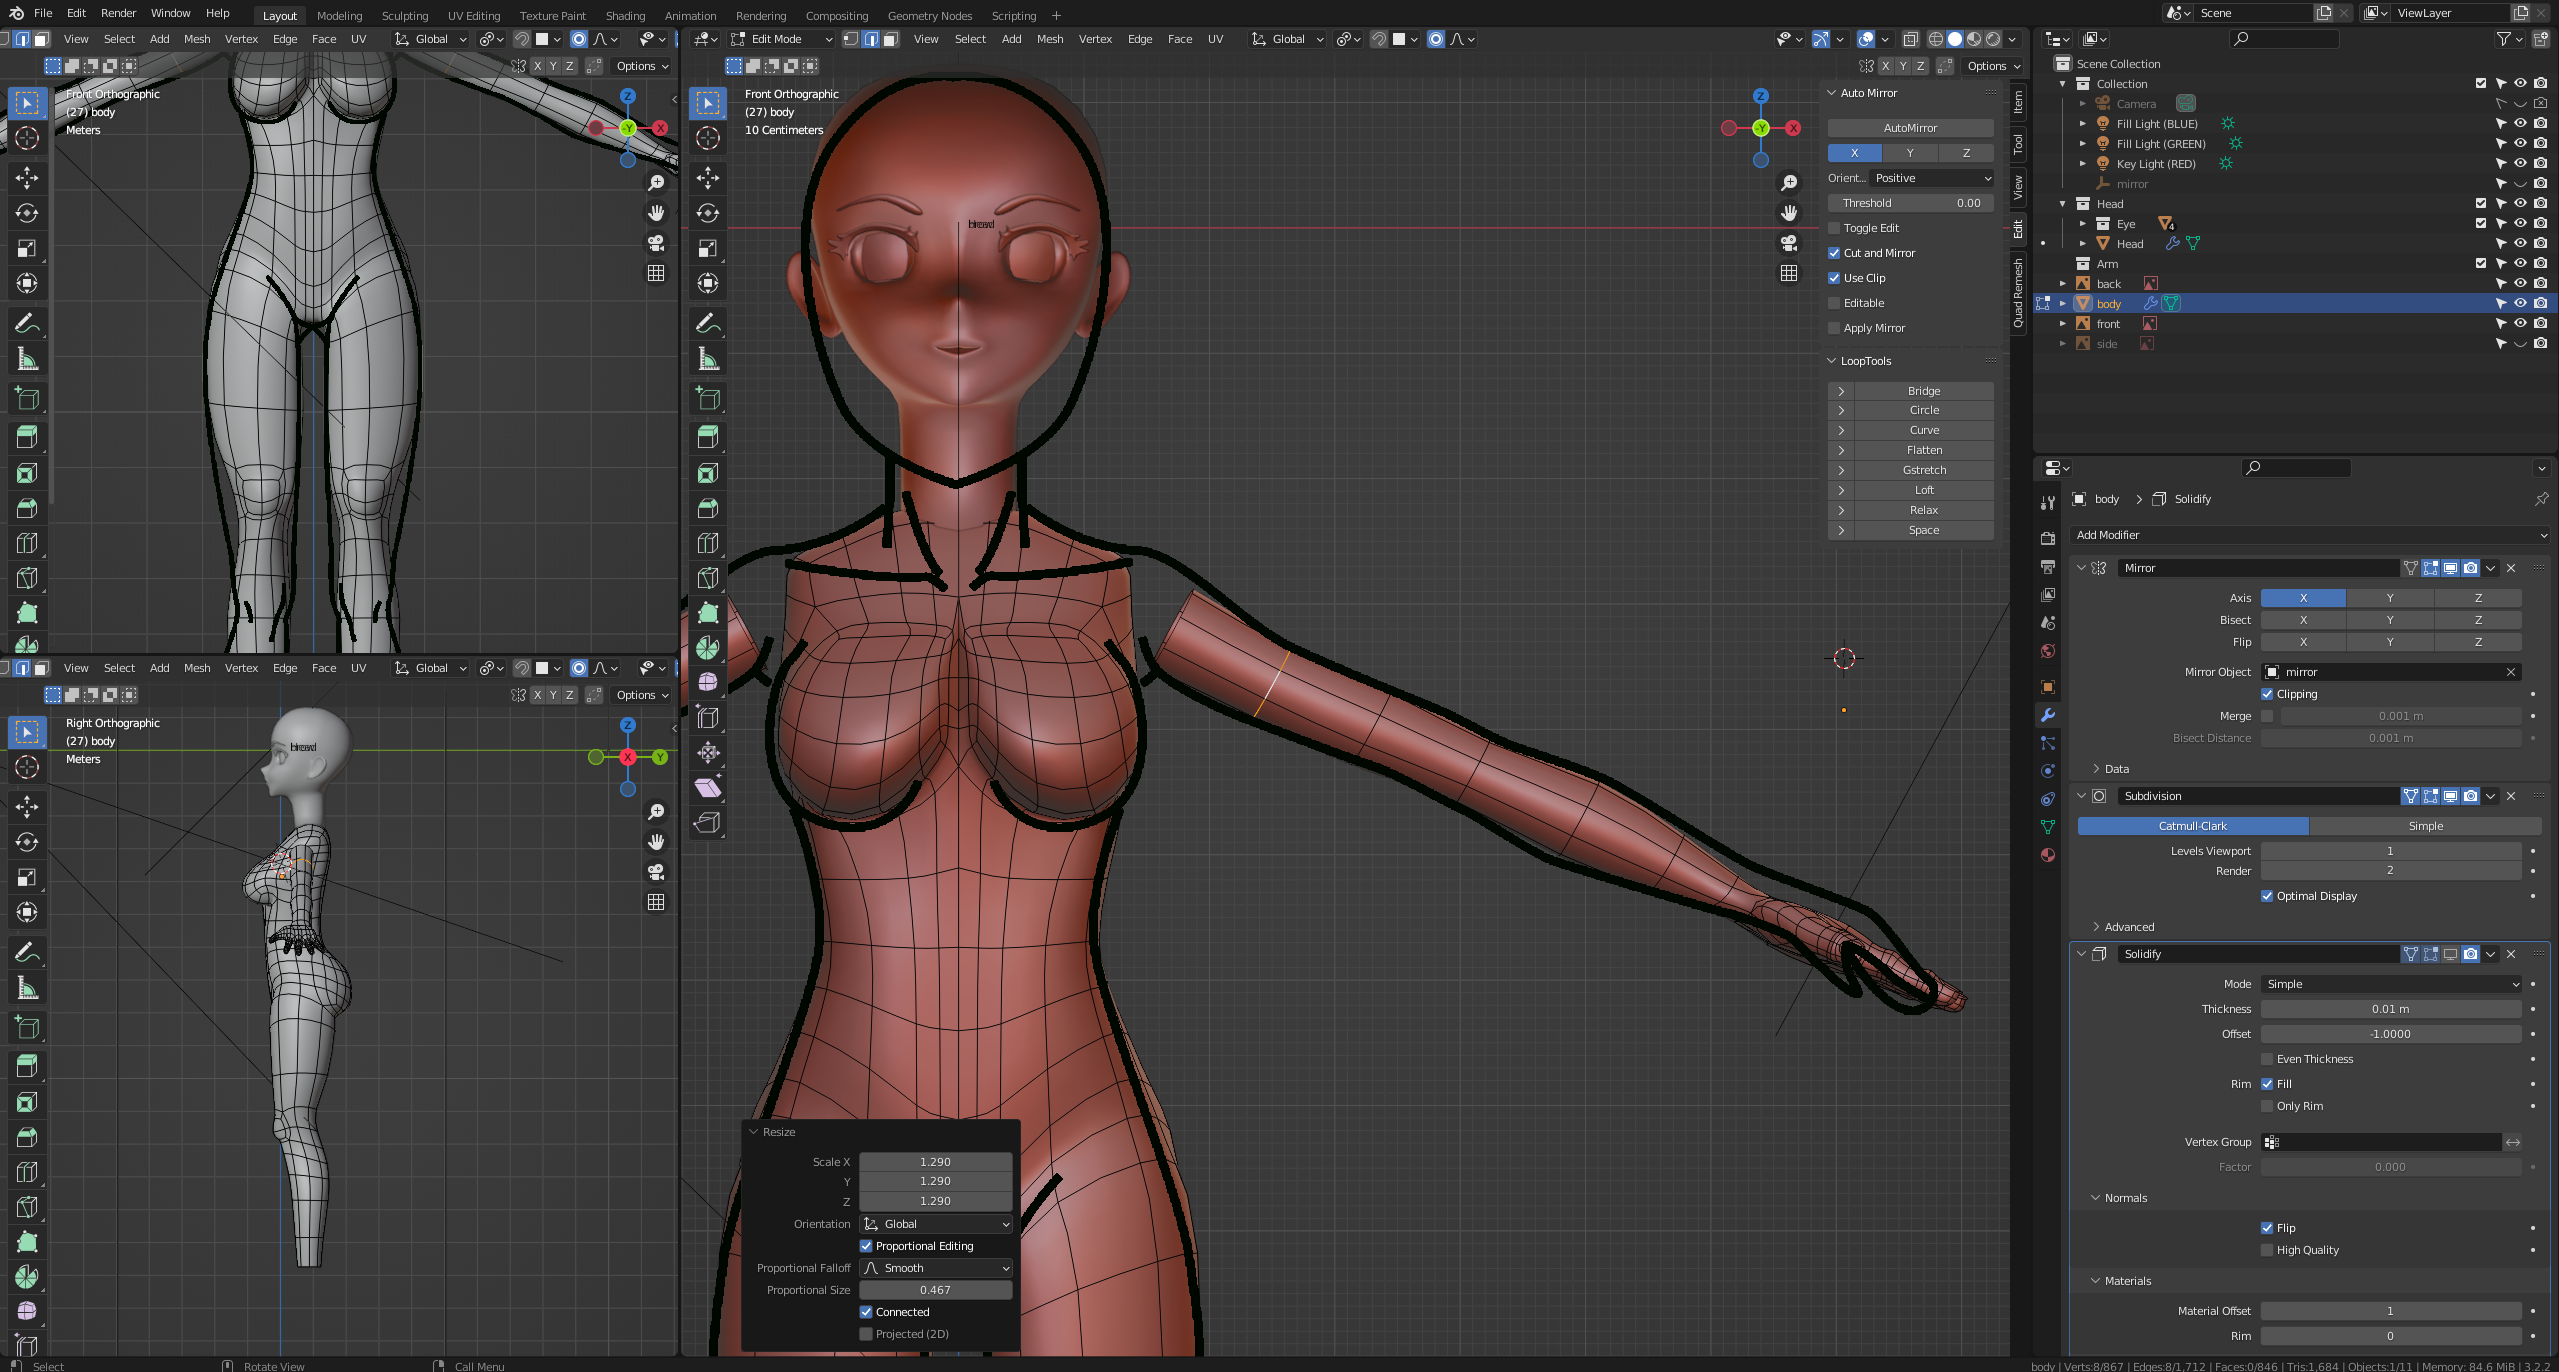 File Edit Render Window Help Layout Modeling Sculpting UV Editing Texture Paint Shading Animation Rendering Compositing Geometry Nodes Scripting + Scene ViewLayer
View Select Add Mesh Vertex Edge Face UV Global
X Y Z Options
Front Orthographic
(27) body
Meters
Z
-Y
X
View Select Add Mesh Vertex Edge Face UV Global
X Y Z Options
Right Orthographic
(27) body
Meters
Z
X
Y
Edit Mode View Select Add Mesh Vertex Edge Face UV Global
X Y Z Options
Front Orthographic
(27) body
10 Centimeters
Z
-Y
X
Auto Mirror
AutoMirror
X Y Z
Orient... Positive
Threshold 0.00
Toggle Edit
Cut and Mirror
Use Clip
Editable
Apply Mirror
LoopTools
Bridge
Circle
Curve
Flatten
Gstretch
Loft
Relax
Space
Item
Tool
View
Edit
Quad Remesh
Resize
Scale X 1.290
Y 1.290
Z 1.290
Orientation Global
Proportional Editing
Proportional Falloff Smooth
Proportional Size 0.467
Connected
Projected (2D)
Scene Collection
Collection
Camera
Fill Light (BLUE)
Fill Light (GREEN)
Key Light (RED)
mirror
Head
Eye 4
Head
Arm
back
body
front
side
body > Solidify
Add Modifier
Mirror
Axis X Y Z
Bisect X Y Z
Flip X Y Z
Mirror Object mirror
Clipping
Merge 0.001 m
Bisect Distance 0.001 m
Data
Subdivision
Catmull-Clark Simple
Levels Viewport 1
Render 2
Optimal Display
Advanced
Solidify
Mode Simple
Thickness 0.01 m
Offset -1.0000
Even Thickness
Rim Fill
Only Rim
Vertex Group
Factor 0.000
Normals
Flip
High Quality
Materials
Material Offset 1
Rim 0
Select Rotate View Call Menu
body | Verts:8/867 | Edges:8/1,712 | Faces:0/846 | Tris:1,684 | Objects:1/11 | Memory: 84.6 MiB | 3.2.2